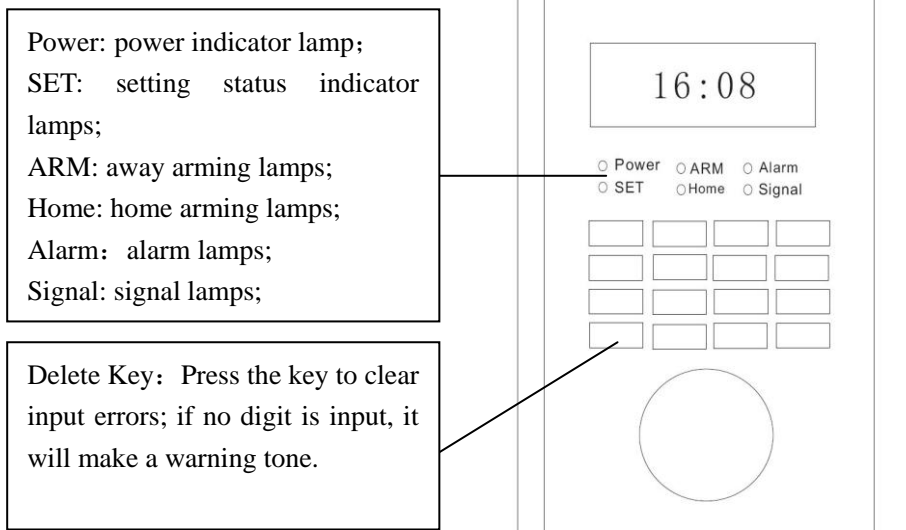 Power: power indicator lamp；
SET: setting status indicator
lamps;
ARM: away arming lamps;
Home: home arming lamps;
Alarm： alarm lamps;
Signal: signal lamps;
Delete Key：Press the key to clear
input errors; if no digit is input, it
will make a warning tone.
16:08
Power ARM Alarm
SET Home Signal